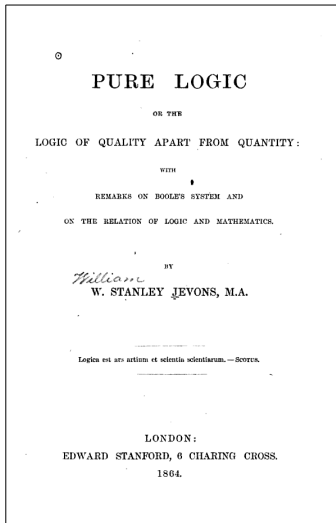 PURE LOGIC
OR THE
LOGIC OF QUALITY APART FROM QUANTITY:
WITH
REMARKS ON BOOLE'S SYSTEM AND
ON THE RELATION OF LOGIC AND MATHEMATICS.
BY
William
W. STANLEY JEVONS, M.A.
Logica est ars artium et scientia scientiarum.—SCOTUS.
LONDON:
EDWARD STANFORD, 6 CHARING CROSS.
1864.